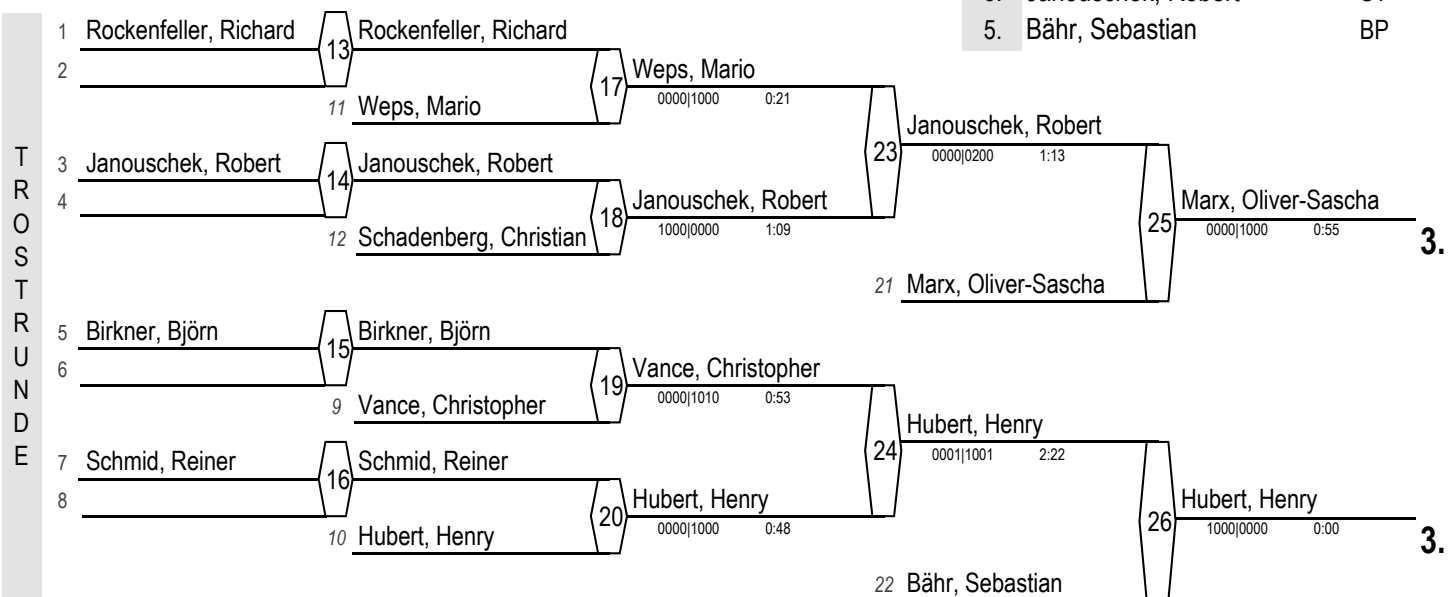 5. Bähr, Sebastian BP
1 Rockenfeller, Richard 13 Rockenfeller, Richard
2 17 Weps, Mario
0000|1000 0:21
11 Weps, Mario
Janouschek, Robert
23 0000|0200 1:13
3 Janouschek, Robert 14 Janouschek, Robert
4 18 Janouschek, Robert
1000|0000 1:09
25 Marx, Oliver-Sascha
0000|1000 0:55
3.
12 Schadenberg, Christian
21 Marx, Oliver-Sascha
TROSTRUNDE
5 Birkner, Björn 15 Birkner, Björn
6 19 Vance, Christopher
0000|1010 0:53
9 Vance, Christopher
Hubert, Henry
24 0001|1001 2:22
7 Schmid, Reiner 16 Schmid, Reiner
8 20 Hubert, Henry
0000|1000 0:48
26 Hubert, Henry
1000|0000 0:00
3.
10 Hubert, Henry
22 Bähr, Sebastian